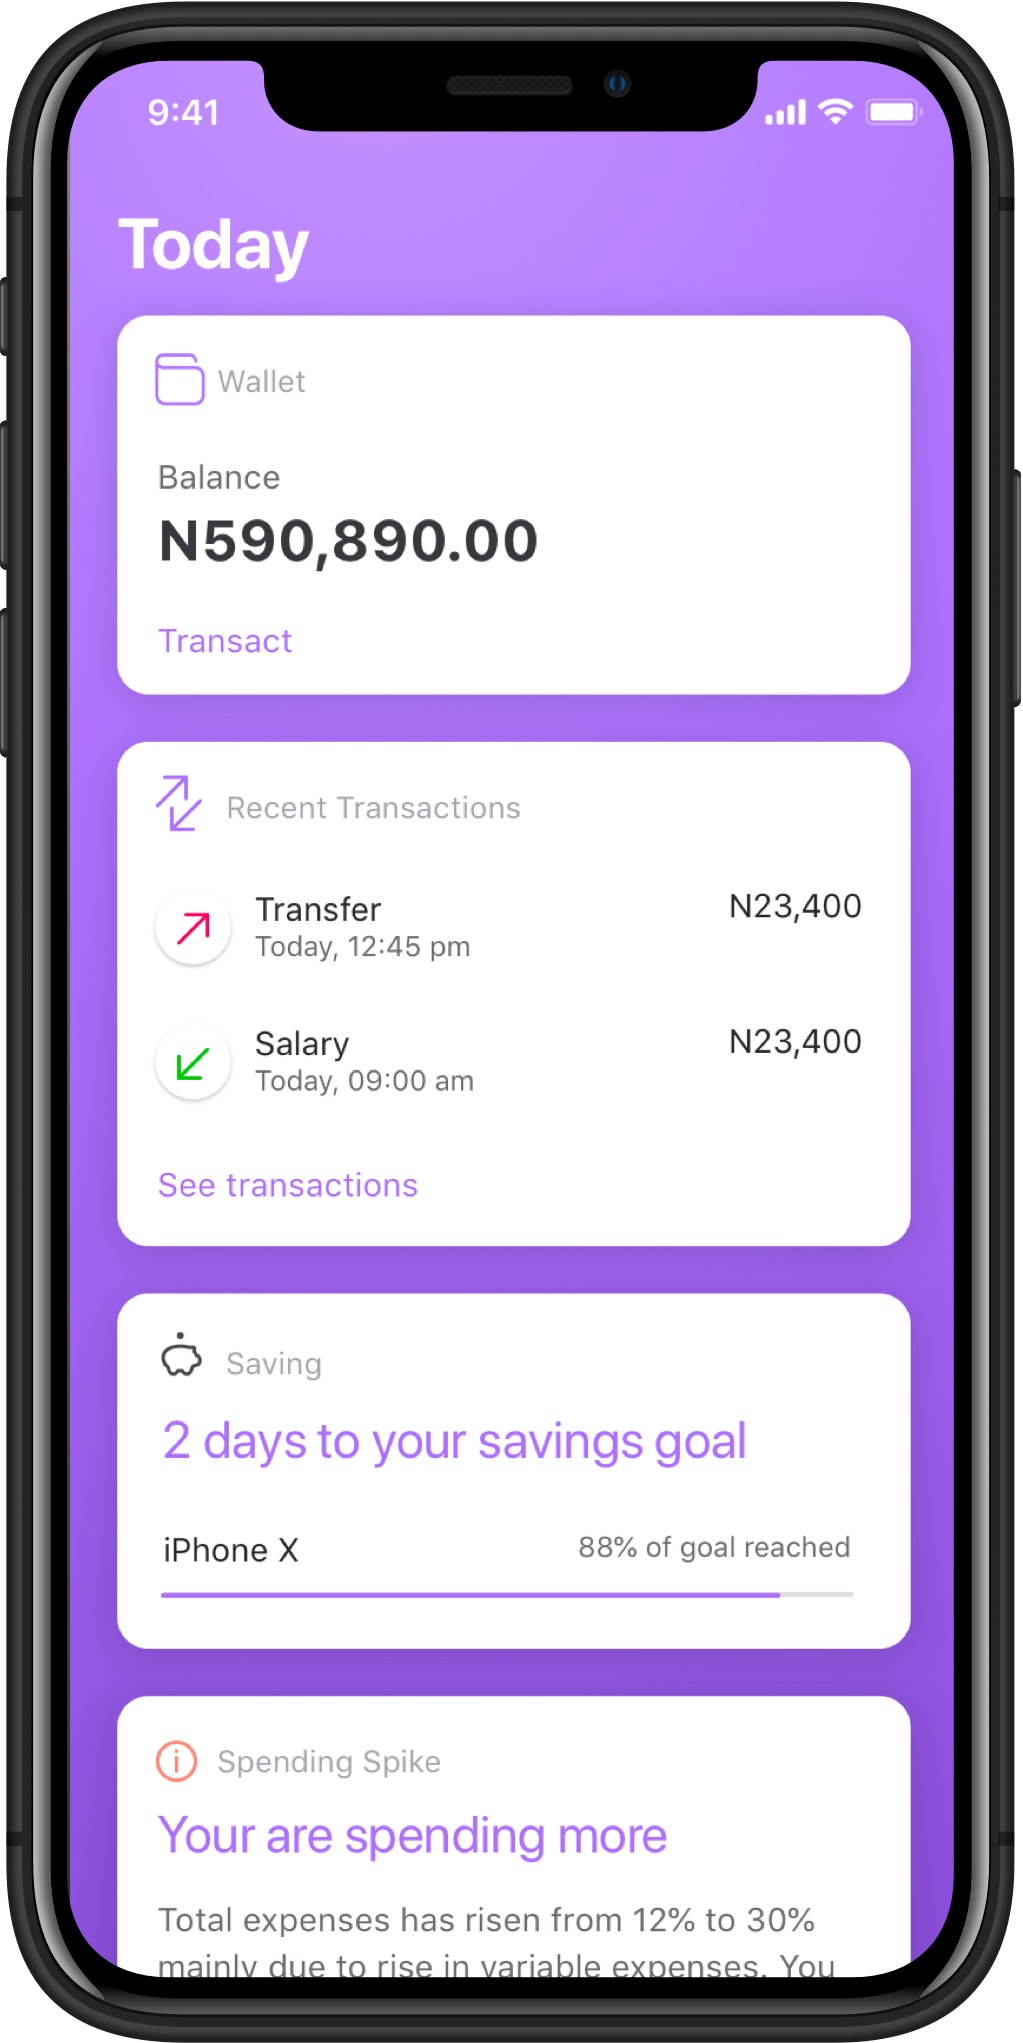 9:41
Today
Wallet
Balance
N590,890.00
Transact
Recent Transactions
Transfer N23,400
Today, 12:45 pm
Salary N23,400
Today, 09:00 am
See transactions
Saving
2 days to your savings goal
iPhone X 88% of goal reached
Spending Spike
Your are spending more
Total expenses has risen from 12% to 30%
mainly due to rise in variable expenses. You